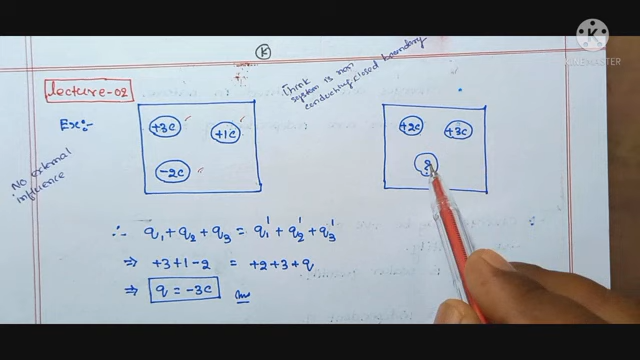 K
Lecture-02
Think
system is non
conducting closed boundary
Ex:-
+3C
+1C
-2C
+2C
+3C
?
No external
influence
∴ q₁ + q₂ + q₃ = q₁' + q₂' + q₃'
⇒ +3+1-2 = +2+3+q
⇒ q = -3C Ans
K
KINEMASTER